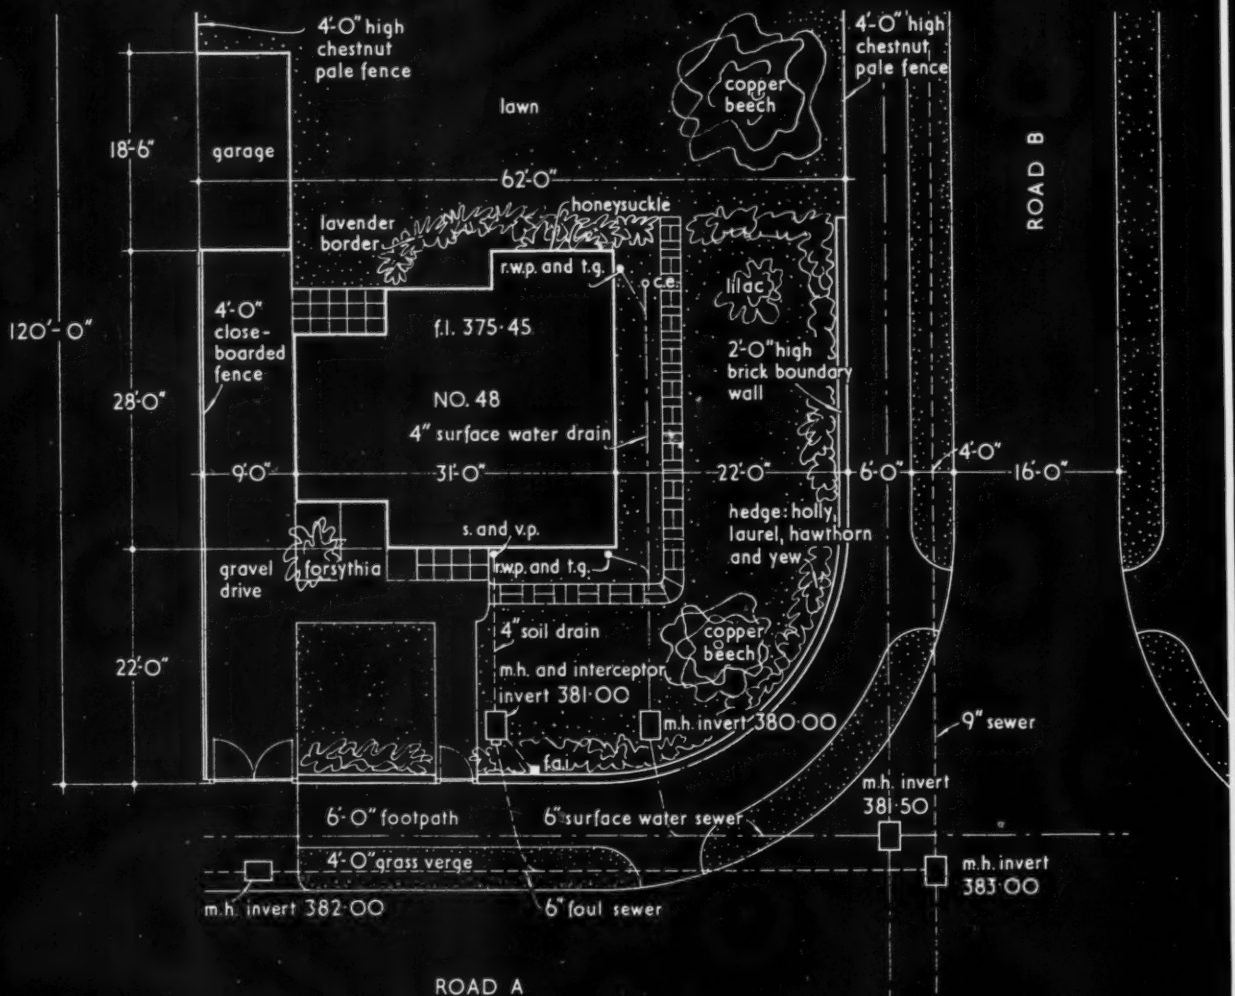 4'-0" high
chestnut
pale fence
4'-0" high
chestnut
pale fence
copper
beech
lawn
18'-6"
garage
ROAD B
62'-0"
honeysuckle
lavender
border
r.w.p. and t.g.
c.e.
lilac
4'-0"
close-
boarded
fence
120'-0"
f.l. 375·45
2'-0" high
brick boundary
wall
28'-0"
NO. 48
4" surface water drain
9'-0"
31'-0"
22'-0"
6'-0"
4'-0"
16'-0"
hedge: holly,
laurel, hawthorn
and yew
s. and v.p.
gravel
drive
forsythia
r.w.p. and t.g.
4" soil drain
copper
beech
22'-0"
m.h. and interceptor
invert 381·00
m.h. invert 380·00
9" sewer
f.a.i.
m.h. invert
381·50
6'-0" footpath
6" surface water sewer
4'-0" grass verge
m.h. invert
383·00
m.h. invert 382·00
6" foul sewer
ROAD A